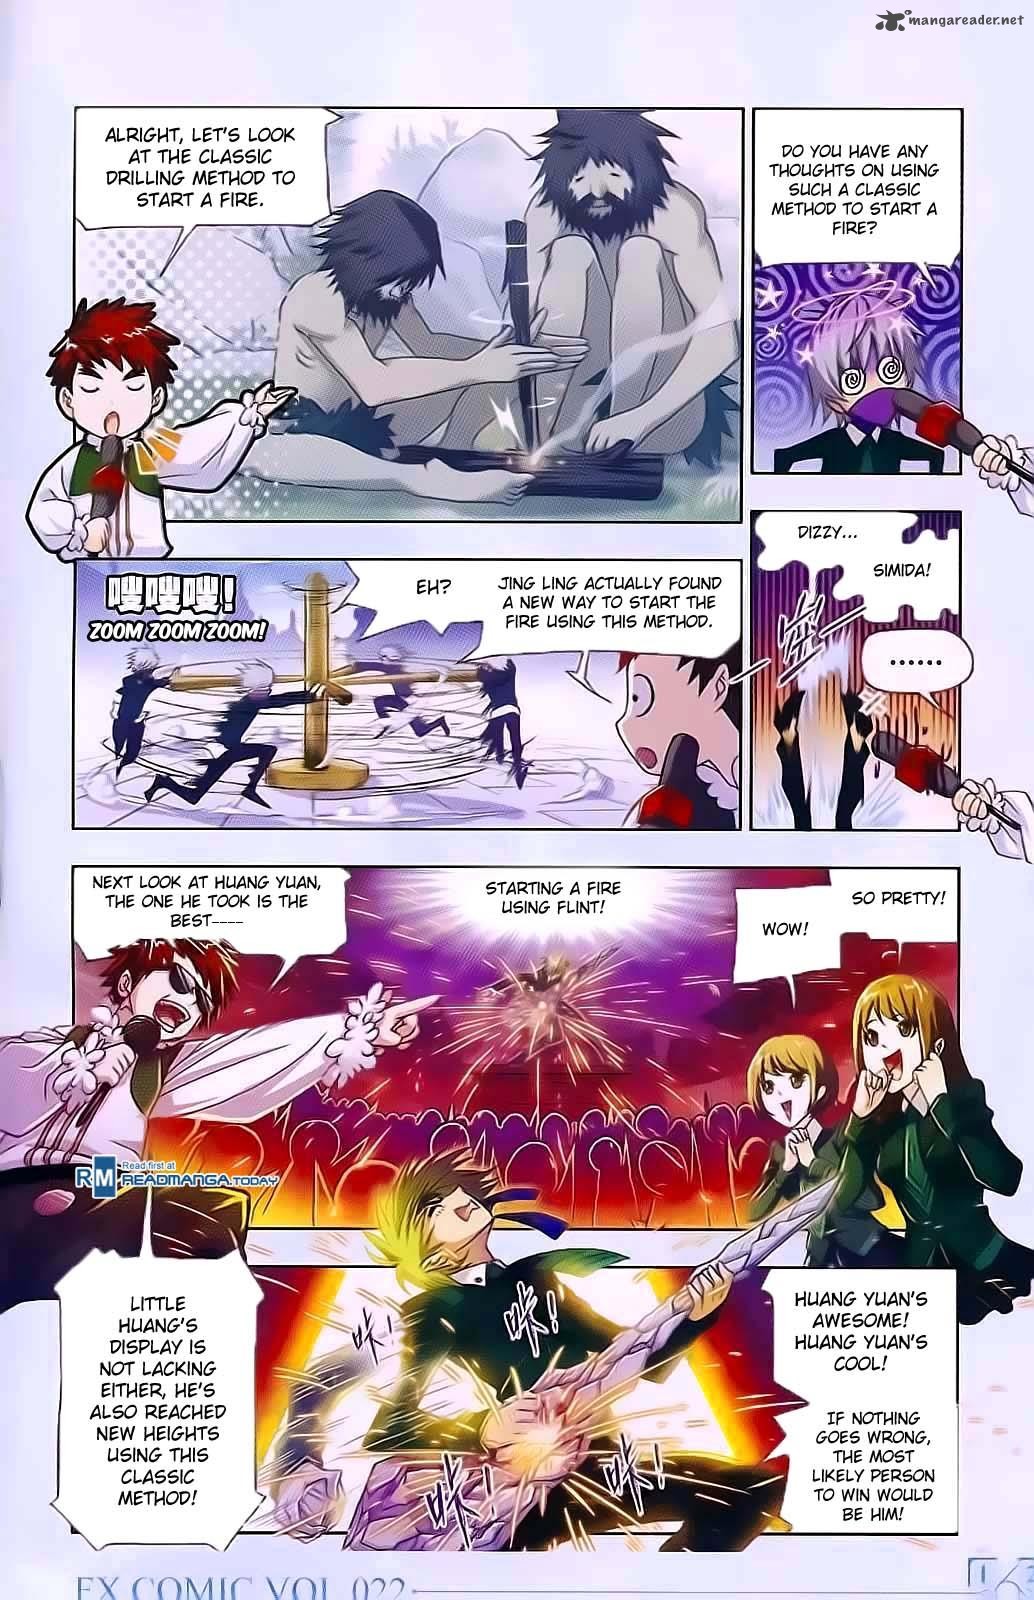 mangareader.net
ALRIGHT, LET'S LOOK
AT THE CLASSIC
DRILLING METHOD TO
START A FIRE.
DO YOU HAVE ANY
THOUGHTS ON USING
SUCH A CLASSIC
METHOD TO START A
FIRE?
嗖嗖嗖!
ZOOM ZOOM ZOOM!
EH?
JING LING ACTUALLY FOUND
A NEW WAY TO START THE
FIRE USING THIS METHOD.
DIZZY...
SIMIDA!
......
NEXT LOOK AT HUANG YUAN,
THE ONE HE TOOK IS THE
BEST----
STARTING A FIRE
USING FLINT!
WOW!
SO PRETTY!
RM Read first at
READMANGA.TODAY
LITTLE
HUANG'S
DISPLAY IS
NOT LACKING
EITHER, HE'S
ALSO REACHED
NEW HEIGHTS
USING THIS
CLASSIC
METHOD!
咔!
咔!
咔!
咔!
HUANG YUAN'S
AWESOME!
HUANG YUAN'S
COOL!
IF NOTHING
GOES WRONG,
THE MOST
LIKELY PERSON
TO WIN WOULD
BE HIM!
EX COMIC VOL.022